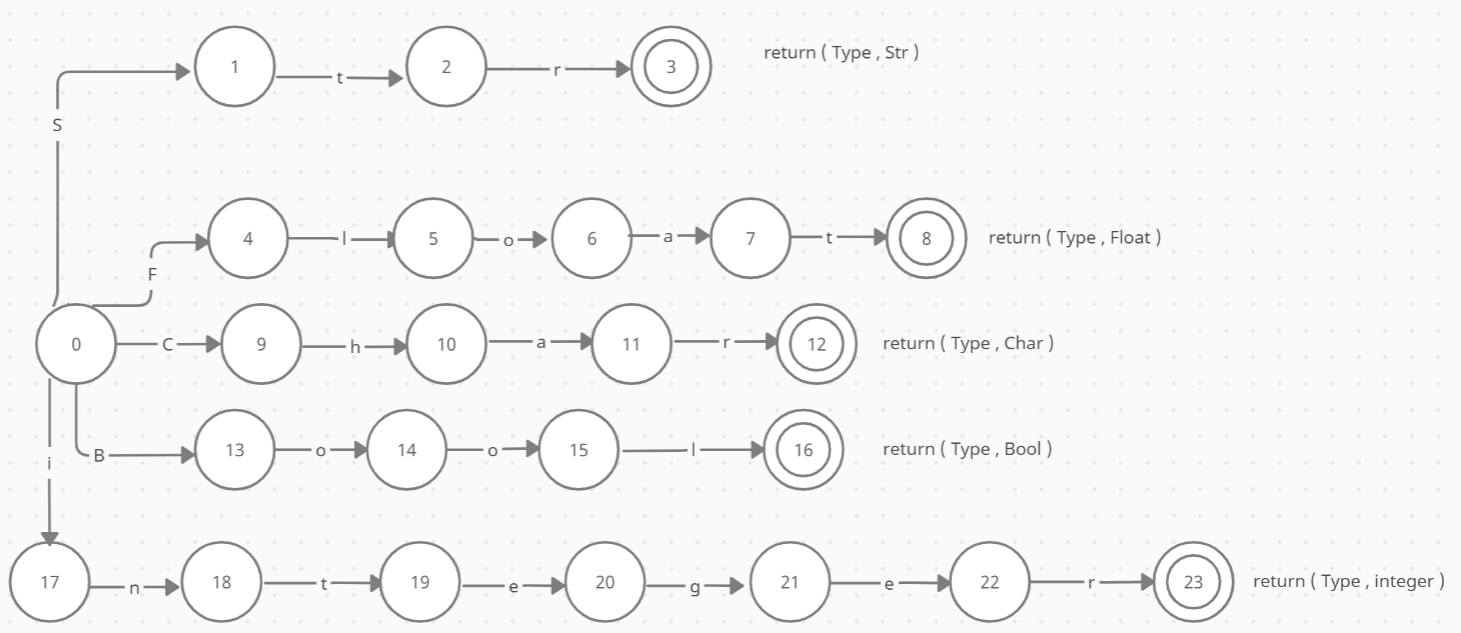 1 t 2 r 3 return ( Type , Str )
S
4 l 5 o 6 a 7 t 8 return ( Type , Float )
F
0 C 9 h 10 a 11 r 12 return ( Type , Char )
B 13 o 14 o 15 l 16 return ( Type , Bool )
i
17 n 18 t 19 e 20 g 21 e 22 r 23 return ( Type , integer )